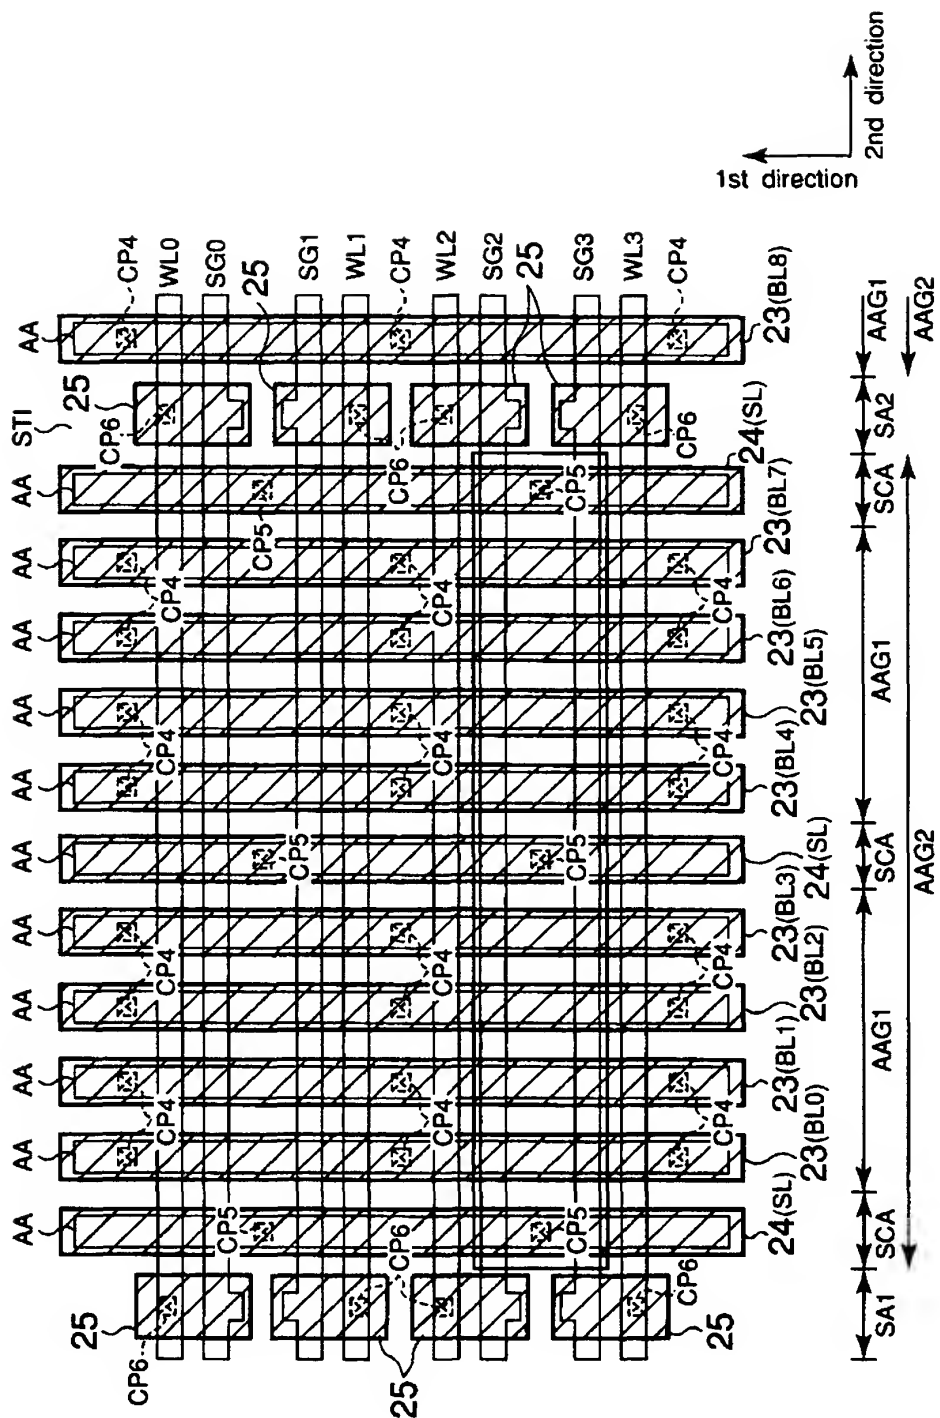 AA AA AA AA AA AA AA AA AA AA AA STI AA
25
25
CP6
CP4
CP4
CP4
CP4
CP6
CP4
WL0
SG0
CP5
CP5
25
CP5
SG1
WL1
CP6
CP6
CP4
25
CP4
CP4
CP4
CP4
WL2
SG2
25
CP5
CP5
CP5
SG3
WL3
CP6
CP6
CP4
25
CP4
CP4
CP4
CP4
24(SL)
23(BL0)
23(BL1)
23(BL2)
23(BL3)
24(SL)
23(BL4)
23(BL5)
23(BL6)
23(BL7)
24(SL)
23(BL8)
SA1 SCA AAG1 SCA AAG1 SCA SA2 AAG1
AAG2 AAG2
1st direction
2nd direction